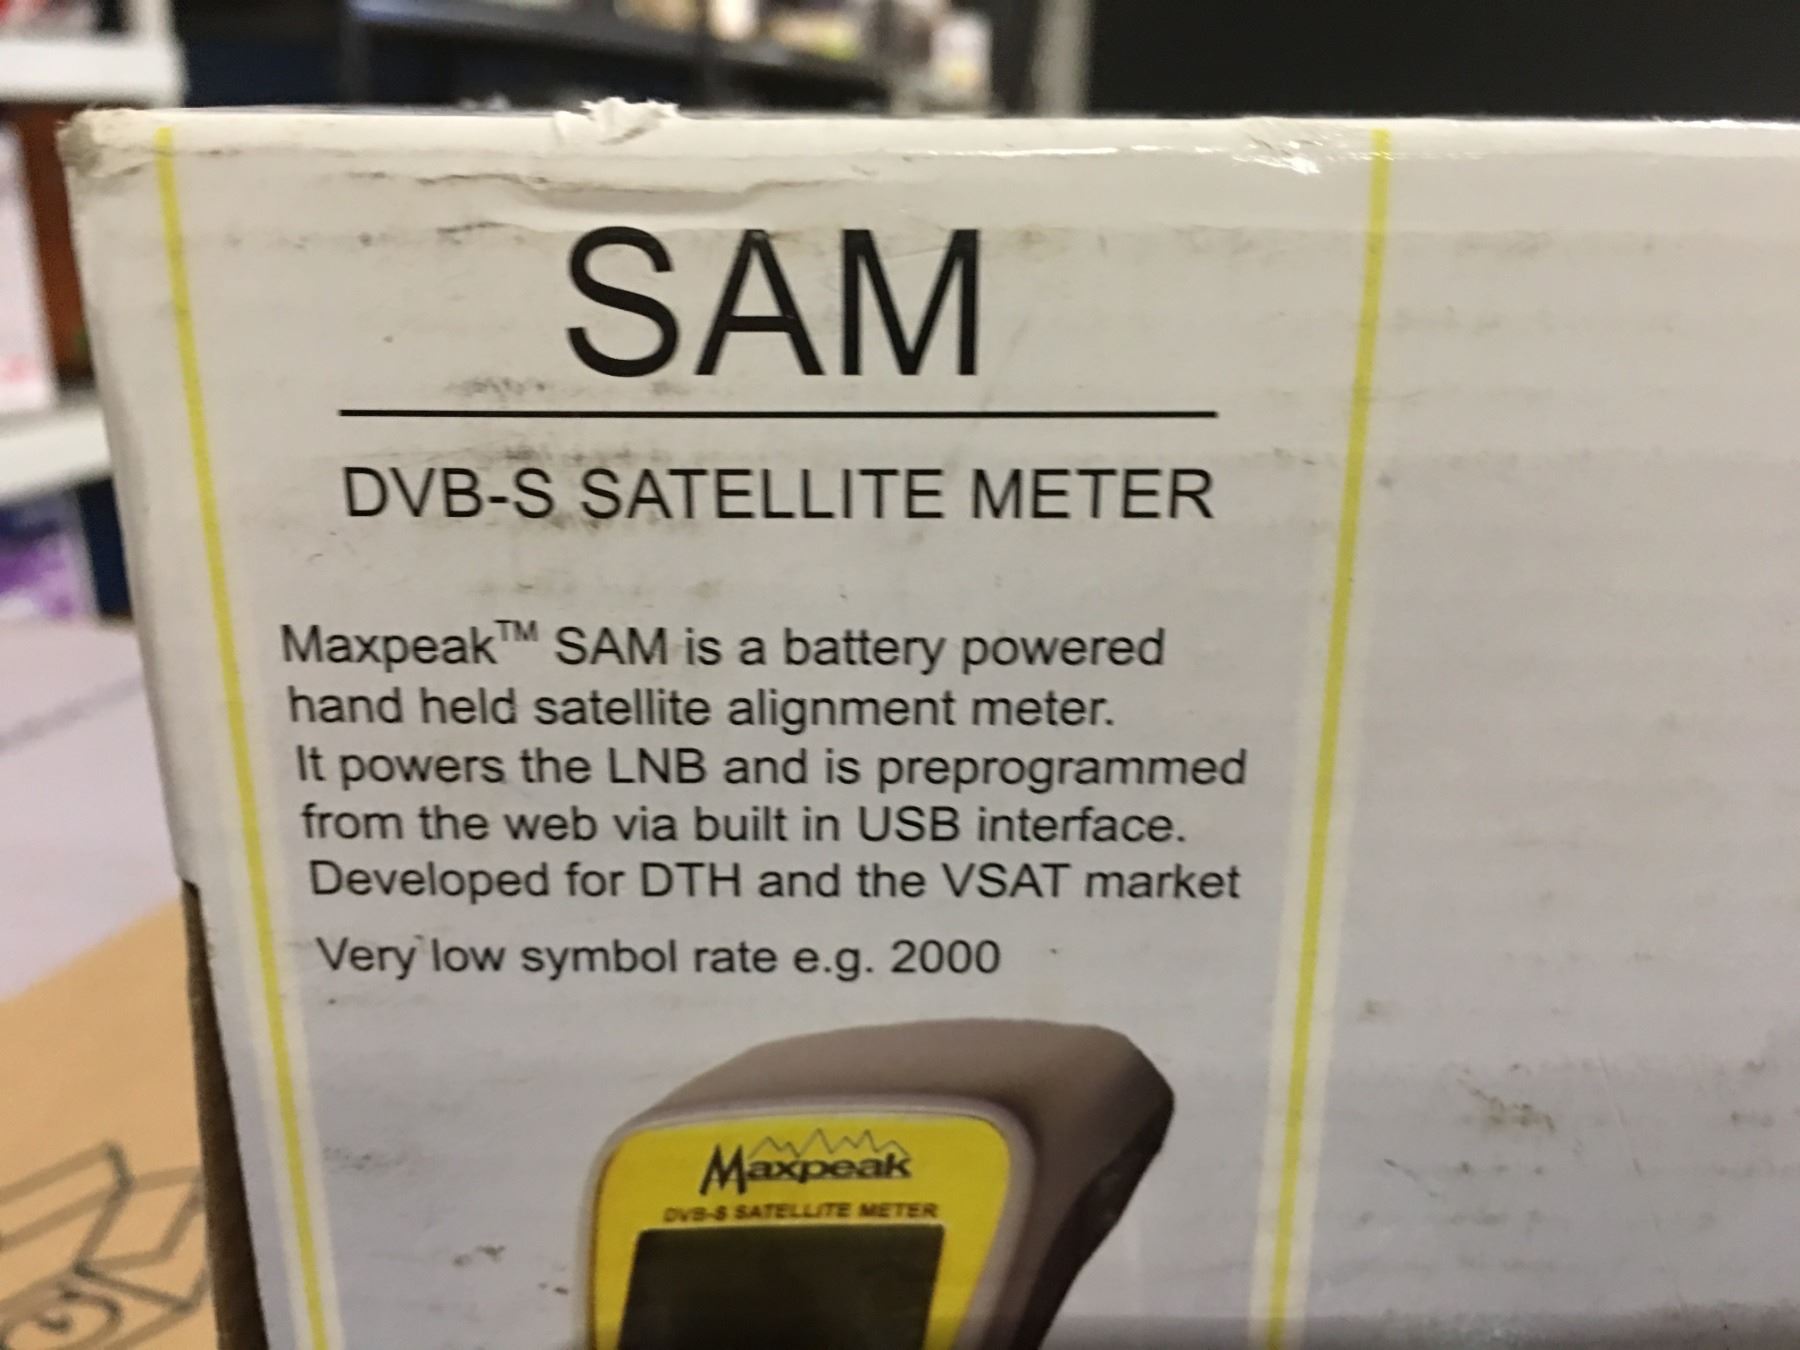 SAM
DVB-S SATELLITE METER
Maxpeak™ SAM is a battery powered
hand held satellite alignment meter.
It powers the LNB and is preprogrammed
from the web via built in USB interface.
Developed for DTH and the VSAT market
Very low symbol rate e.g. 2000
Maxpeak
DVB-S SATELLITE METER